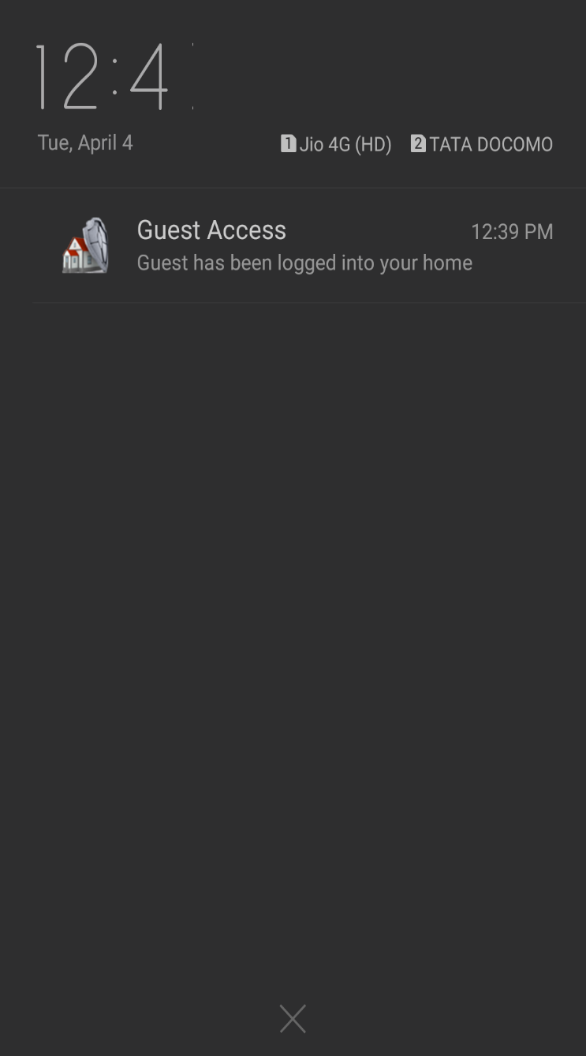 12:4
Tue, April 4
1 Jio 4G (HD) 2 TATA DOCOMO
Guest Access 12:39 PM
Guest has been logged into your home